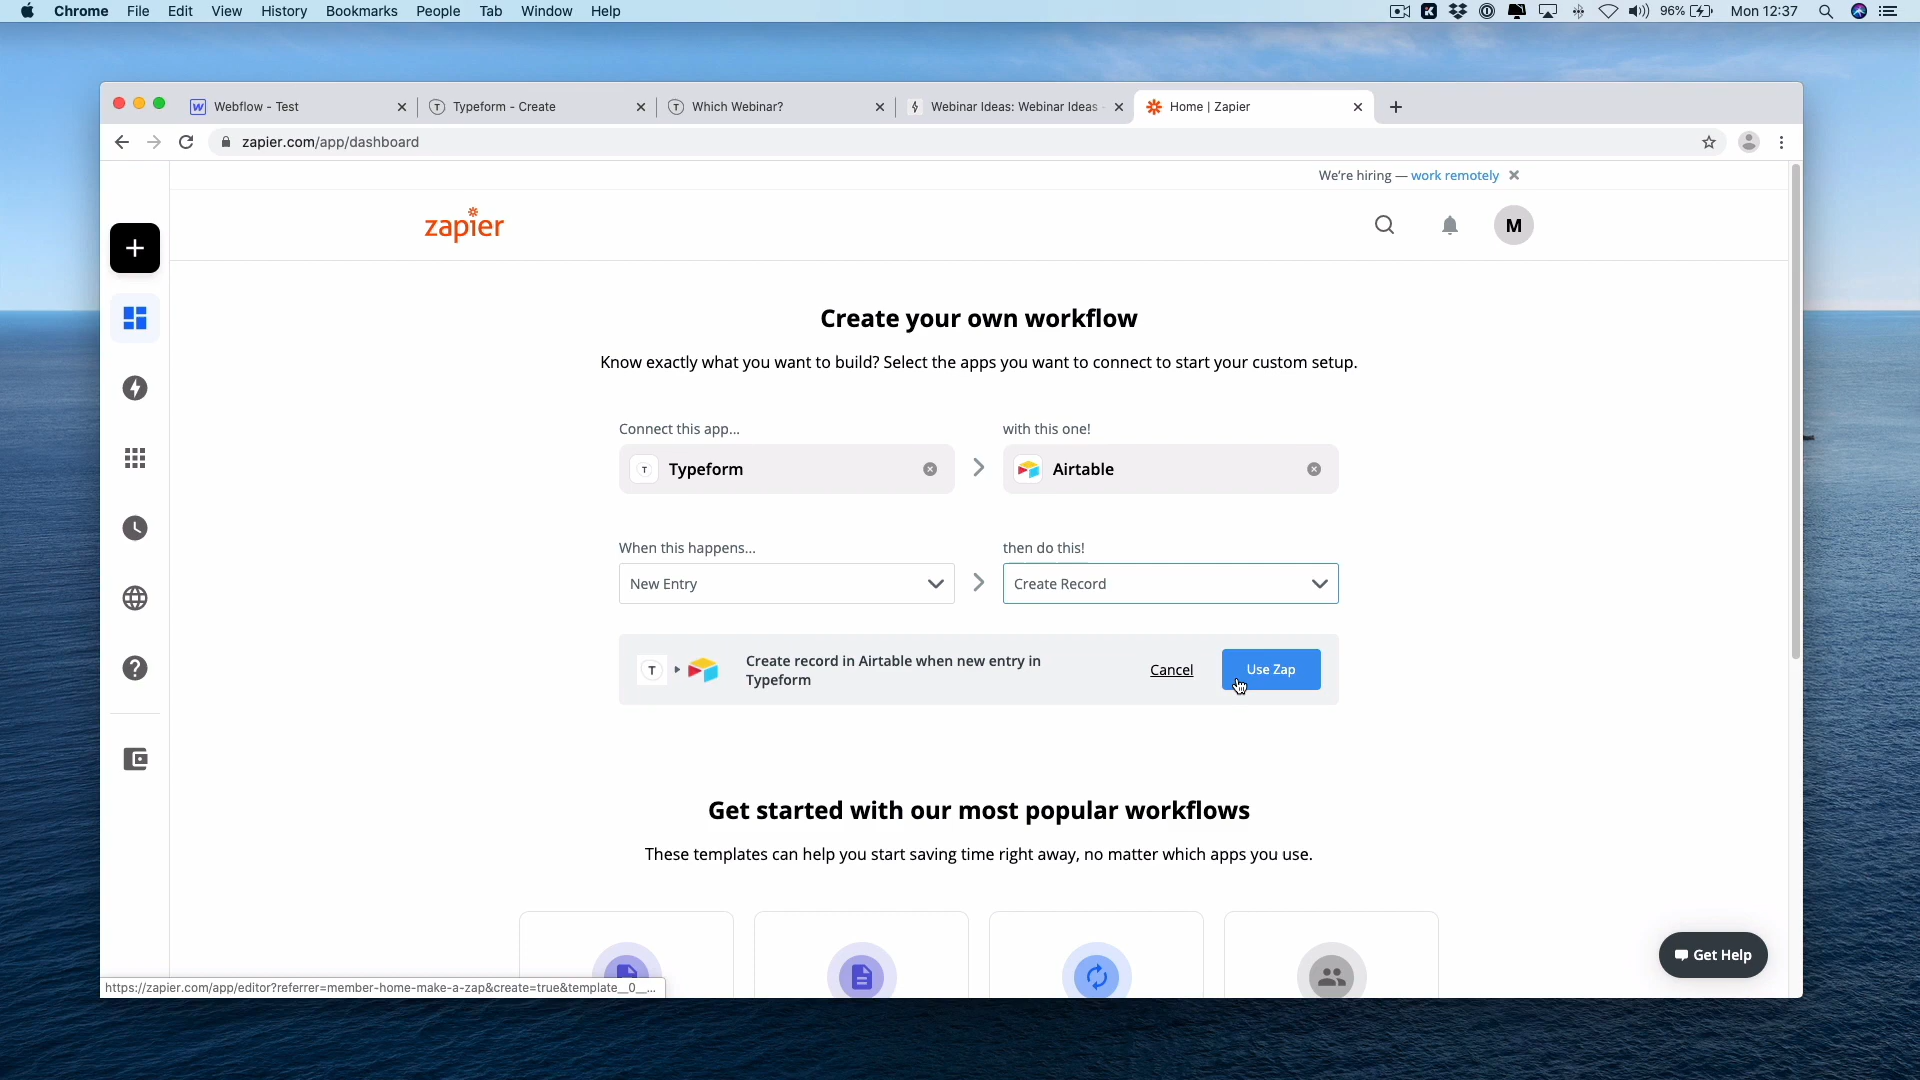 Chrome File Edit View History Bookmarks People Tab Window Help
96% Mon 12:37
Webflow - Test
Typeform - Create
Which Webinar?
Webinar Ideas: Webinar Ideas
Home | Zapier
zapier.com/app/dashboard
We're hiring — work remotely
zapier
M
Create your own workflow
Know exactly what you want to build? Select the apps you want to connect to start your custom setup.
Connect this app...
with this one!
T Typeform
Airtable
When this happens...
then do this!
New Entry
Create Record
T
Create record in Airtable when new entry in
Typeform
Cancel
Use Zap
Get started with our most popular workflows
These templates can help you start saving time right away, no matter which apps you use.
Get Help
https://zapier.com/app/editor?referrer=member-home-make-a-zap&create=true&template__0__...